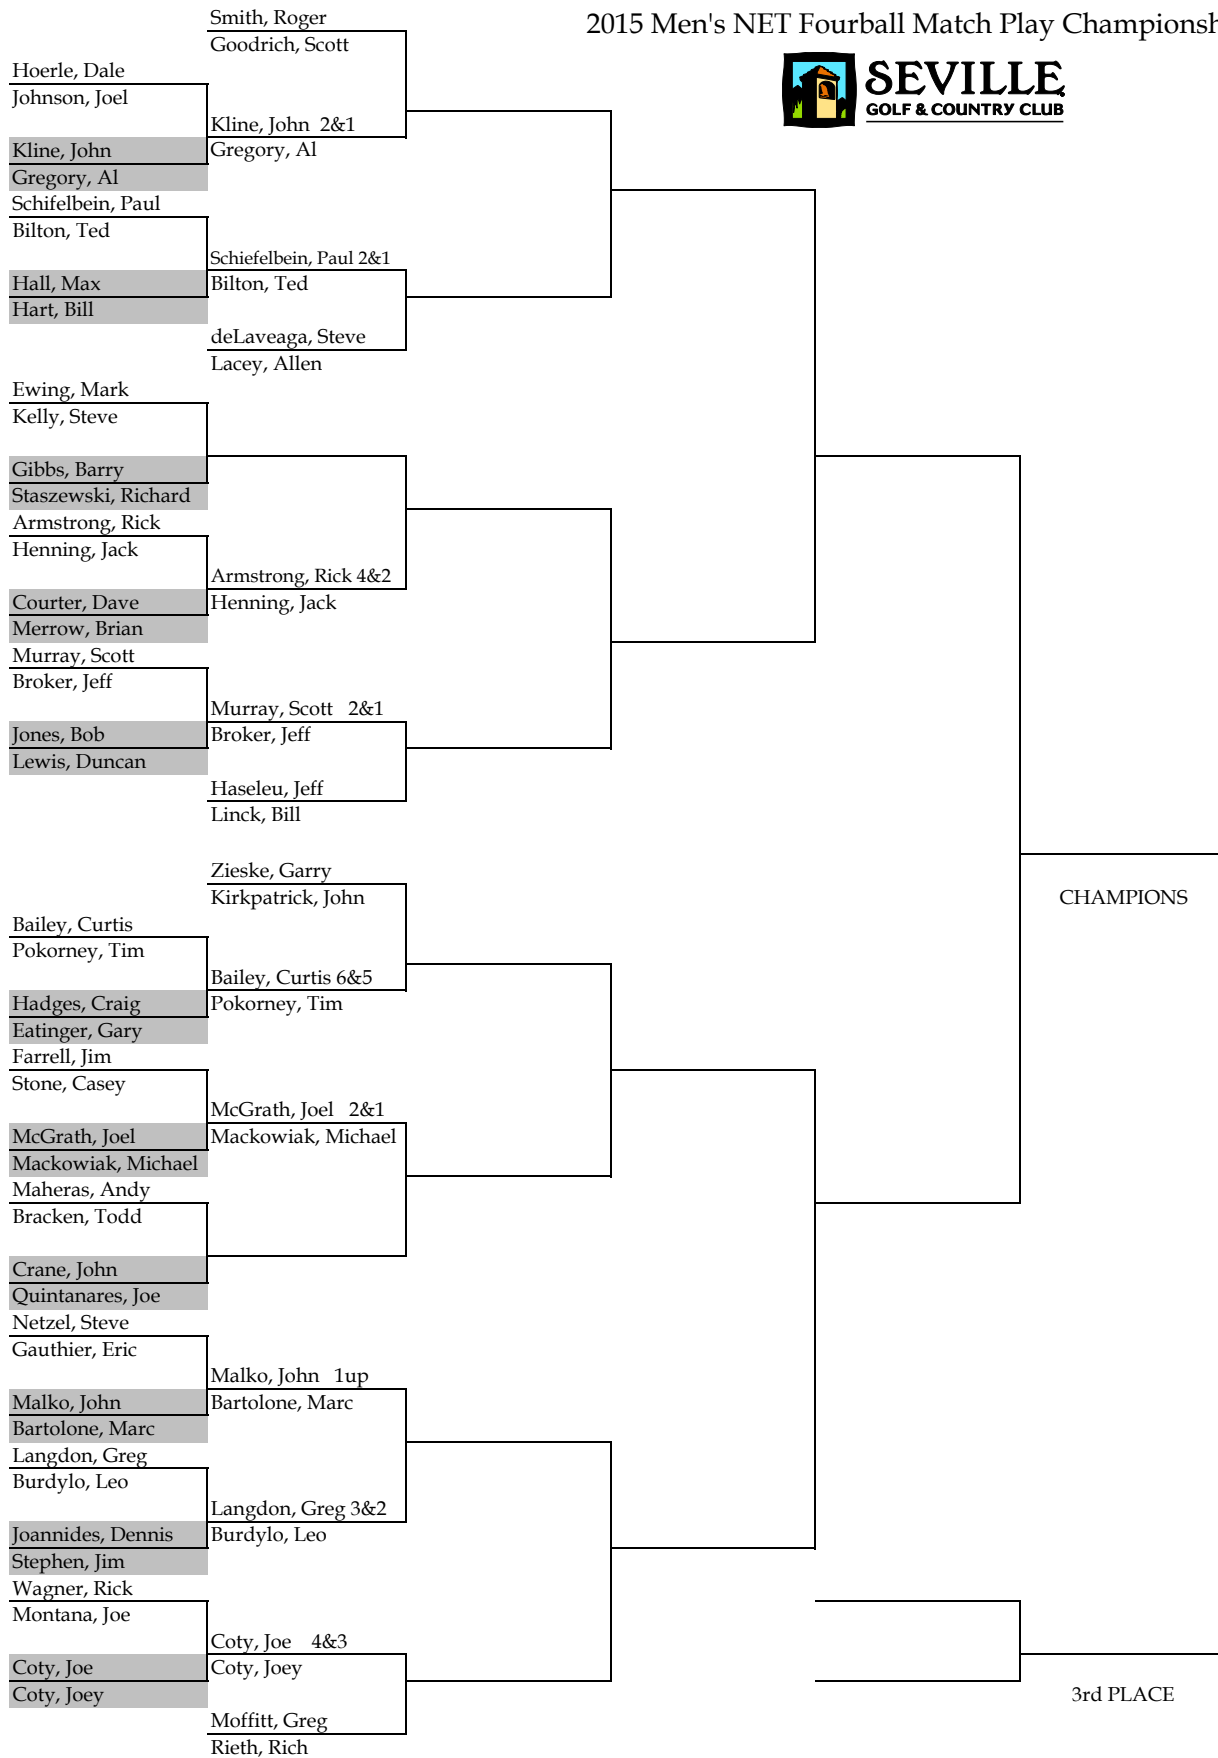 2015 Men's NET Fourball Match Play Championsh
SEVILLE
GOLF & COUNTRY CLUB
Smith, Roger
Goodrich, Scott
Hoerle, Dale
Johnson, Joel
Kline, John 2&1
Kline, John
Gregory, Al
Gregory, Al
Schifelbein, Paul
Bilton, Ted
Schiefelbein, Paul 2&1
Hall, Max
Bilton, Ted
Hart, Bill
deLaveaga, Steve
Lacey, Allen
Ewing, Mark
Kelly, Steve
Gibbs, Barry
Staszewski, Richard
Armstrong, Rick
Henning, Jack
Armstrong, Rick 4&2
Courter, Dave
Henning, Jack
Merrow, Brian
Murray, Scott
Broker, Jeff
Murray, Scott 2&1
Jones, Bob
Broker, Jeff
Lewis, Duncan
Haseleu, Jeff
Linck, Bill
Zieske, Garry
Kirkpatrick, John
CHAMPIONS
Bailey, Curtis
Pokorney, Tim
Bailey, Curtis 6&5
Hadges, Craig
Pokorney, Tim
Eatinger, Gary
Farrell, Jim
Stone, Casey
McGrath, Joel 2&1
McGrath, Joel
Mackowiak, Michael
Mackowiak, Michael
Maheras, Andy
Bracken, Todd
Crane, John
Quintanares, Joe
Netzel, Steve
Gauthier, Eric
Malko, John 1up
Malko, John
Bartolone, Marc
Bartolone, Marc
Langdon, Greg
Burdylo, Leo
Langdon, Greg 3&2
Joannides, Dennis
Burdylo, Leo
Stephen, Jim
Wagner, Rick
Montana, Joe
Coty, Joe 4&3
Coty, Joe
Coty, Joey
Coty, Joey
3rd PLACE
Moffitt, Greg
Rieth, Rich